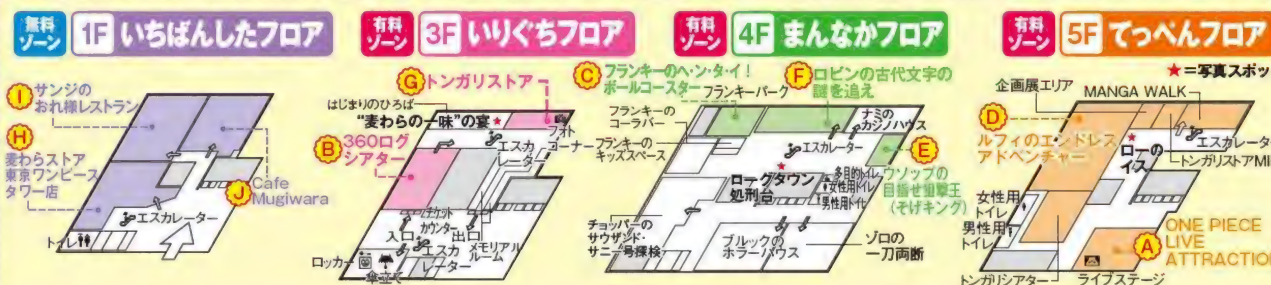 無料
ゾーン
1F いちばんしたフロア
I サンジの
おれ様レストラン
H
麦わらストア
東京ワンピース
タワー店
J Cafe
Mugiwara
エスカレーター
トイレ
有料
ゾーン
3F いりぐちフロア
G トンガリストア
はじまりのひろば
"麦わらの一味"の宴★
B 360ログ
シアター
フォト
コーナー
エスカ
レーター
チケット
カウンター
入口
出口
メモリアル
ルーム
ロッカー
傘立て
エスカ
レーター
有料
ゾーン
4F まんなかフロア
C フランキーのヘ・ン・タ・イ!
ボールコースター
フランキーパーク
F ロビンの古代文字の
謎を追え
フランキーの
コーラバー
フランキーの
キッズスペース
ナミの
カジノハウス
エスカレーター
E
ウソップの
目指せ狙撃王
(そげキング)
★
ローグタウン
処刑台
多目的トイレ
女性用トイレ
男性用トイレ
チョッパーの
サウザンド・
サニー号探検
ブルックの
ホラーハウス
ゾロの
一刀両断
有料
ゾーン
5F てっぺんフロア
★=写真スポッ
企画展エリア
MANGA WALK
D
ルフィのエンドレス
アドベンチャー
★
ローの
イス
エスカレータ
トンガリストアMI
女性用
トイレ
男性用
トイレ
A ONE PIECE
LIVE
ATTRACTION
トンガリシアター
ライブステージ